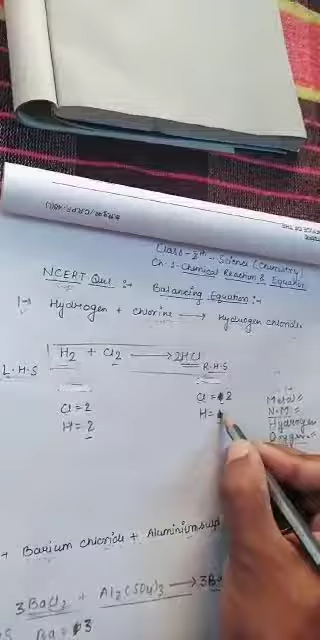 Class-Xth - Science (Chemistry)
Ch-1-Chemical Reaction & Equation
NCERT Que! :→ Balancing Equation :→
1→ Hydrogen + chlorine → Hydrogen chloride
H2 + Cl2 → 2HCl
L.H.S R.H.S
Cl = 2 Cl = 2
H = 2 H =
Metal =
N.M =
Hydrogen
Oxygen =
+ Barium chloride + Aluminium sulp
3BaCl2 + Al2(SO4)3 → 3Ba
Ba = 3